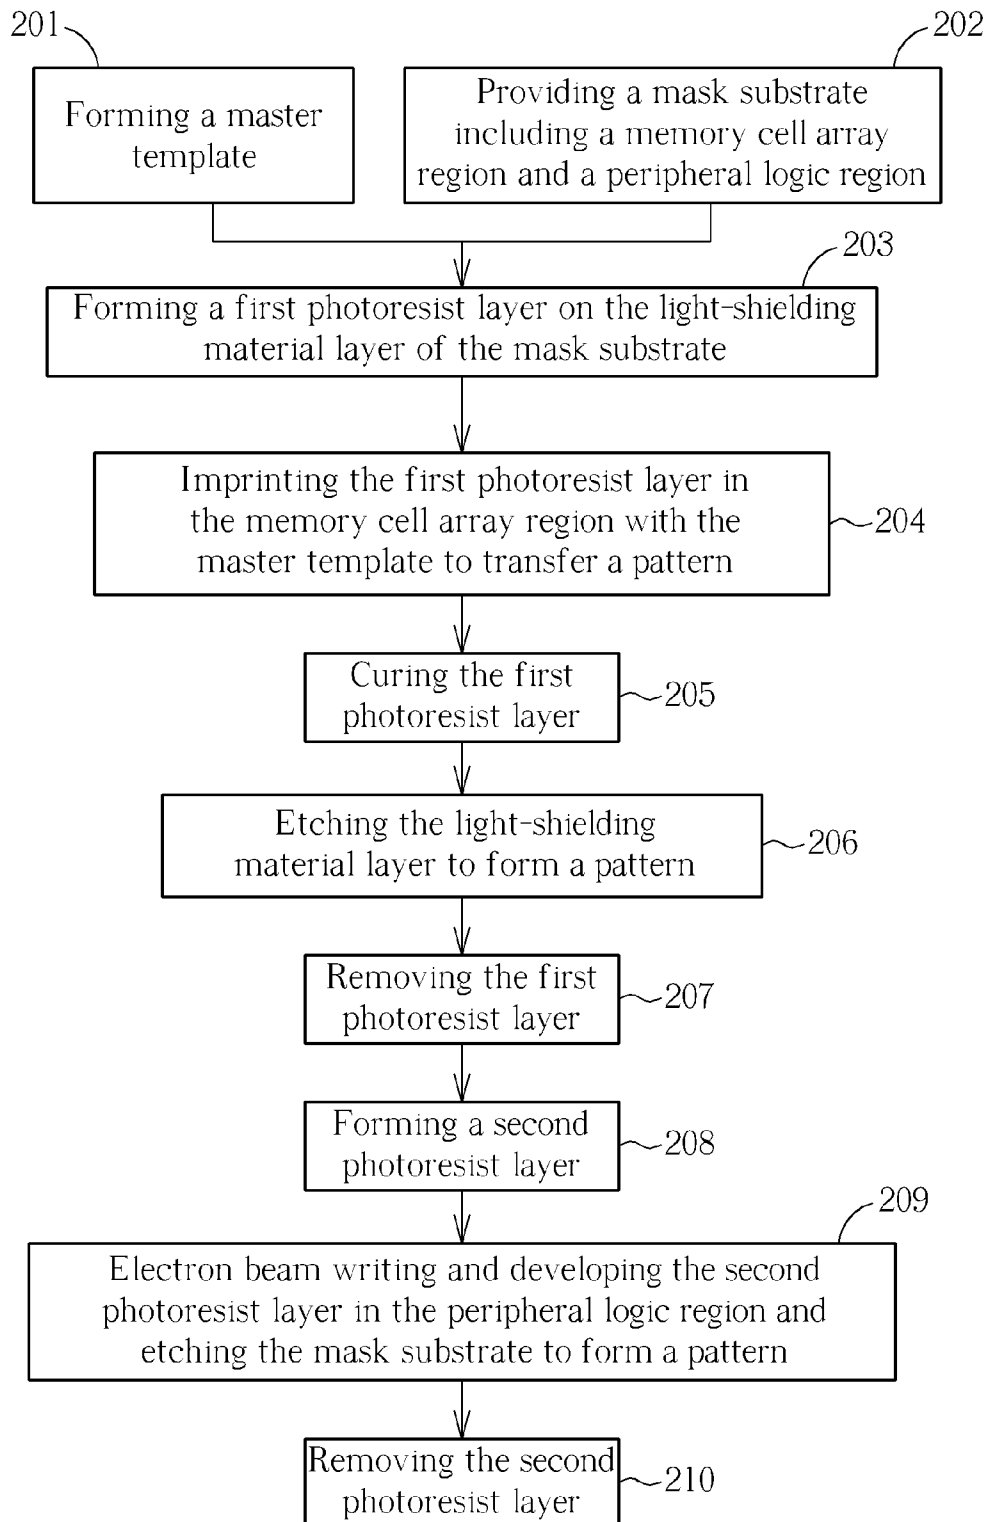 201
202
Forming a master
template
Providing a mask substrate
including a memory cell array
region and a peripheral logic region
203
Forming a first photoresist layer on the light-shielding
material layer of the mask substrate
Imprinting the first photoresist layer in
the memory cell array region with the
master template to transfer a pattern
204
Curing the first
photoresist layer
205
Etching the light-shielding
material layer to form a pattern
206
Removing the first
photoresist layer
207
Forming a second
photoresist layer
208
209
Electron beam writing and developing the second
photoresist layer in the peripheral logic region and
etching the mask substrate to form a pattern
Removing the second
photoresist layer
210